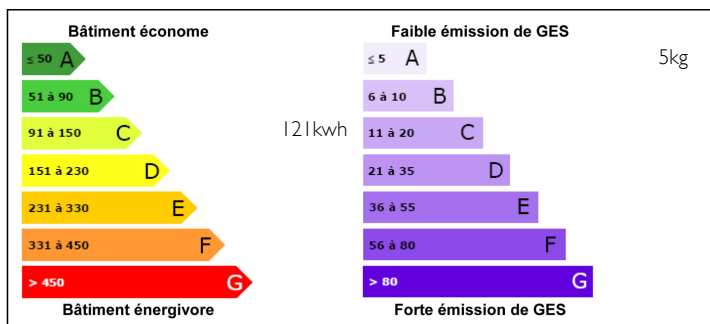 Bâtiment économe
≤ 50 A
51 à 90 B
91 à 150 C
151 à 230 D
231 à 330 E
331 à 450 F
> 450 G
Bâtiment énergivore
121kwh
Faible émission de GES
≤ 5 A
6 à 10 B
11 à 20 C
21 à 35 D
36 à 55 E
56 à 80 F
> 80 G
Forte émission de GES
5kg